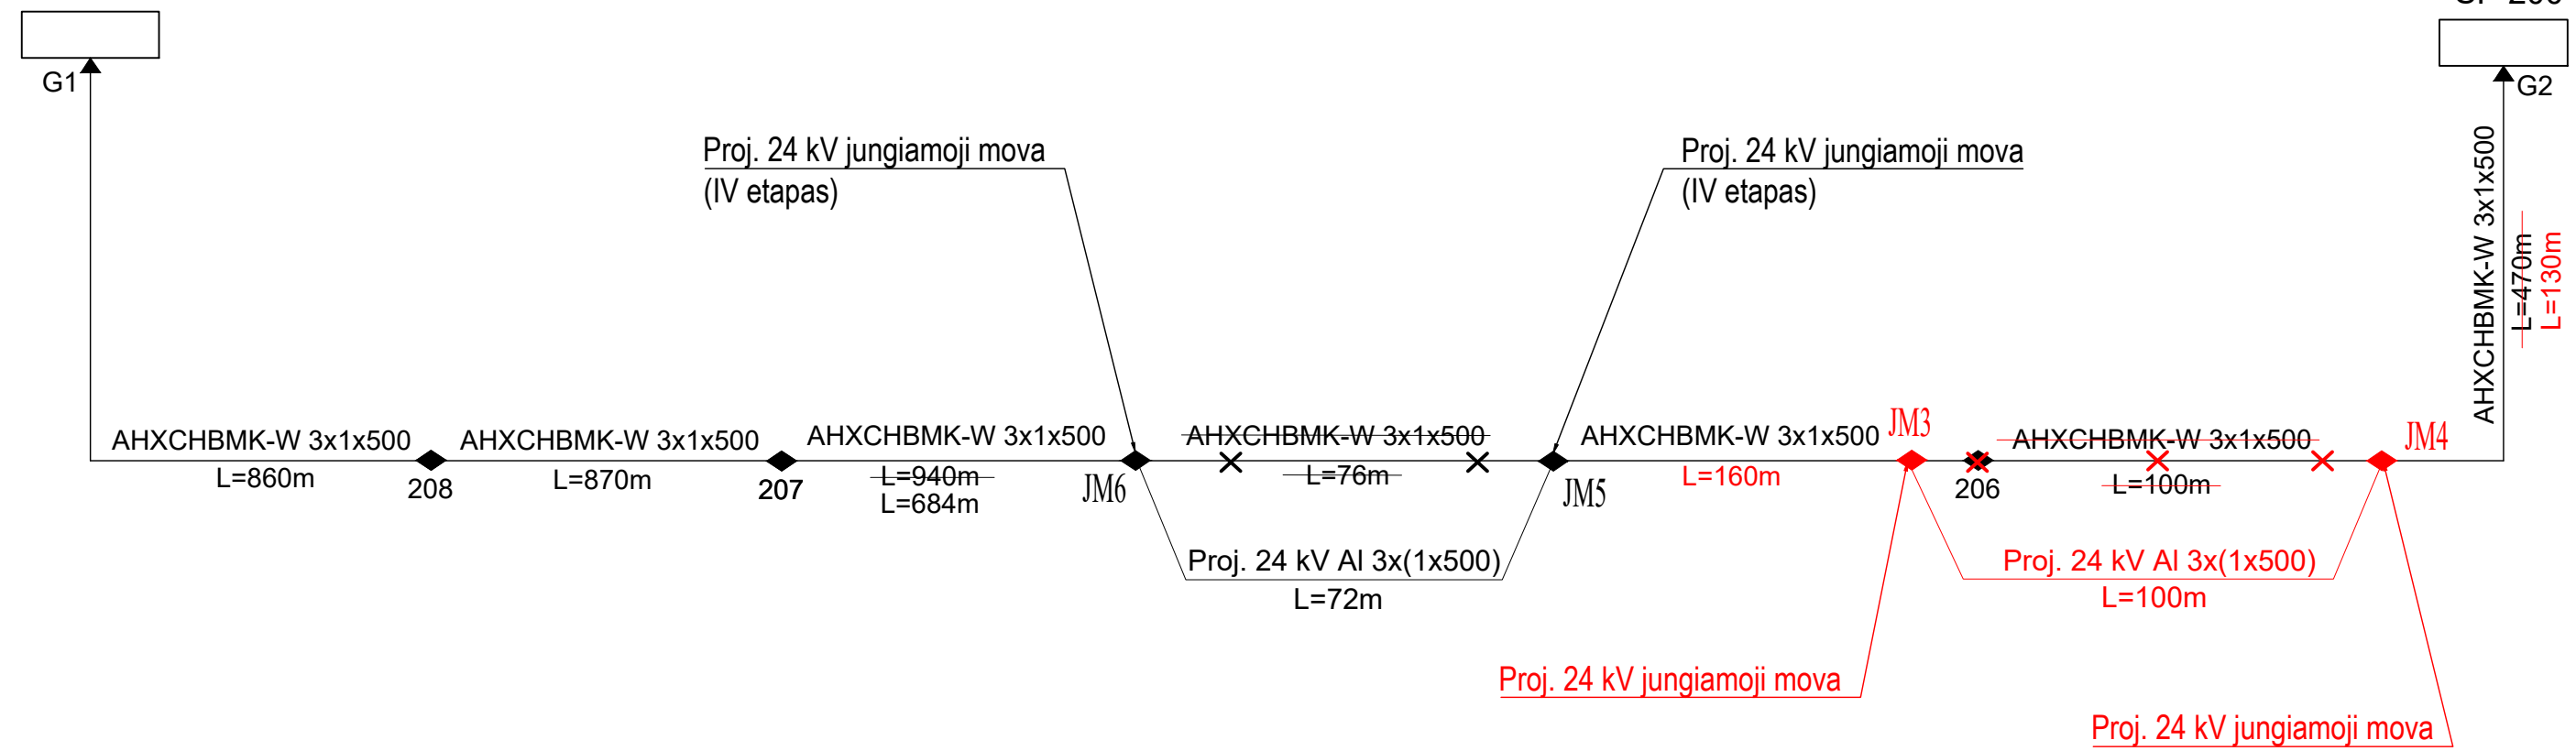 G1
G2
Proj. 24 kV jungiamoji mova
(IV etapas)
Proj. 24 kV jungiamoji mova
(IV etapas)
AHXCHBMK-W 3x1x500
L=470m
L=130m
AHXCHBMK-W 3x1x500
L=860m
208
AHXCHBMK-W 3x1x500
L=870m
207
AHXCHBMK-W 3x1x500
L=940m
L=684m
JM6
AHXCHBMK-W 3x1x500
L=76m
JM5
AHXCHBMK-W 3x1x500
L=160m
JM3
206
AHXCHBMK-W 3x1x500
L=100m
JM4
Proj. 24 kV Al 3x(1x500)
L=72m
Proj. 24 kV Al 3x(1x500)
L=100m
Proj. 24 kV jungiamoji mova
Proj. 24 kV jungiamoji mova